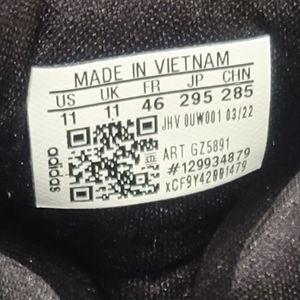 MADE IN VIETNAM
US UK FR JP CHN
11 11 46 295 285
JHV 0UW001 03/22
ART GZ5891
#129934879
XCF9Y42001479
adidas